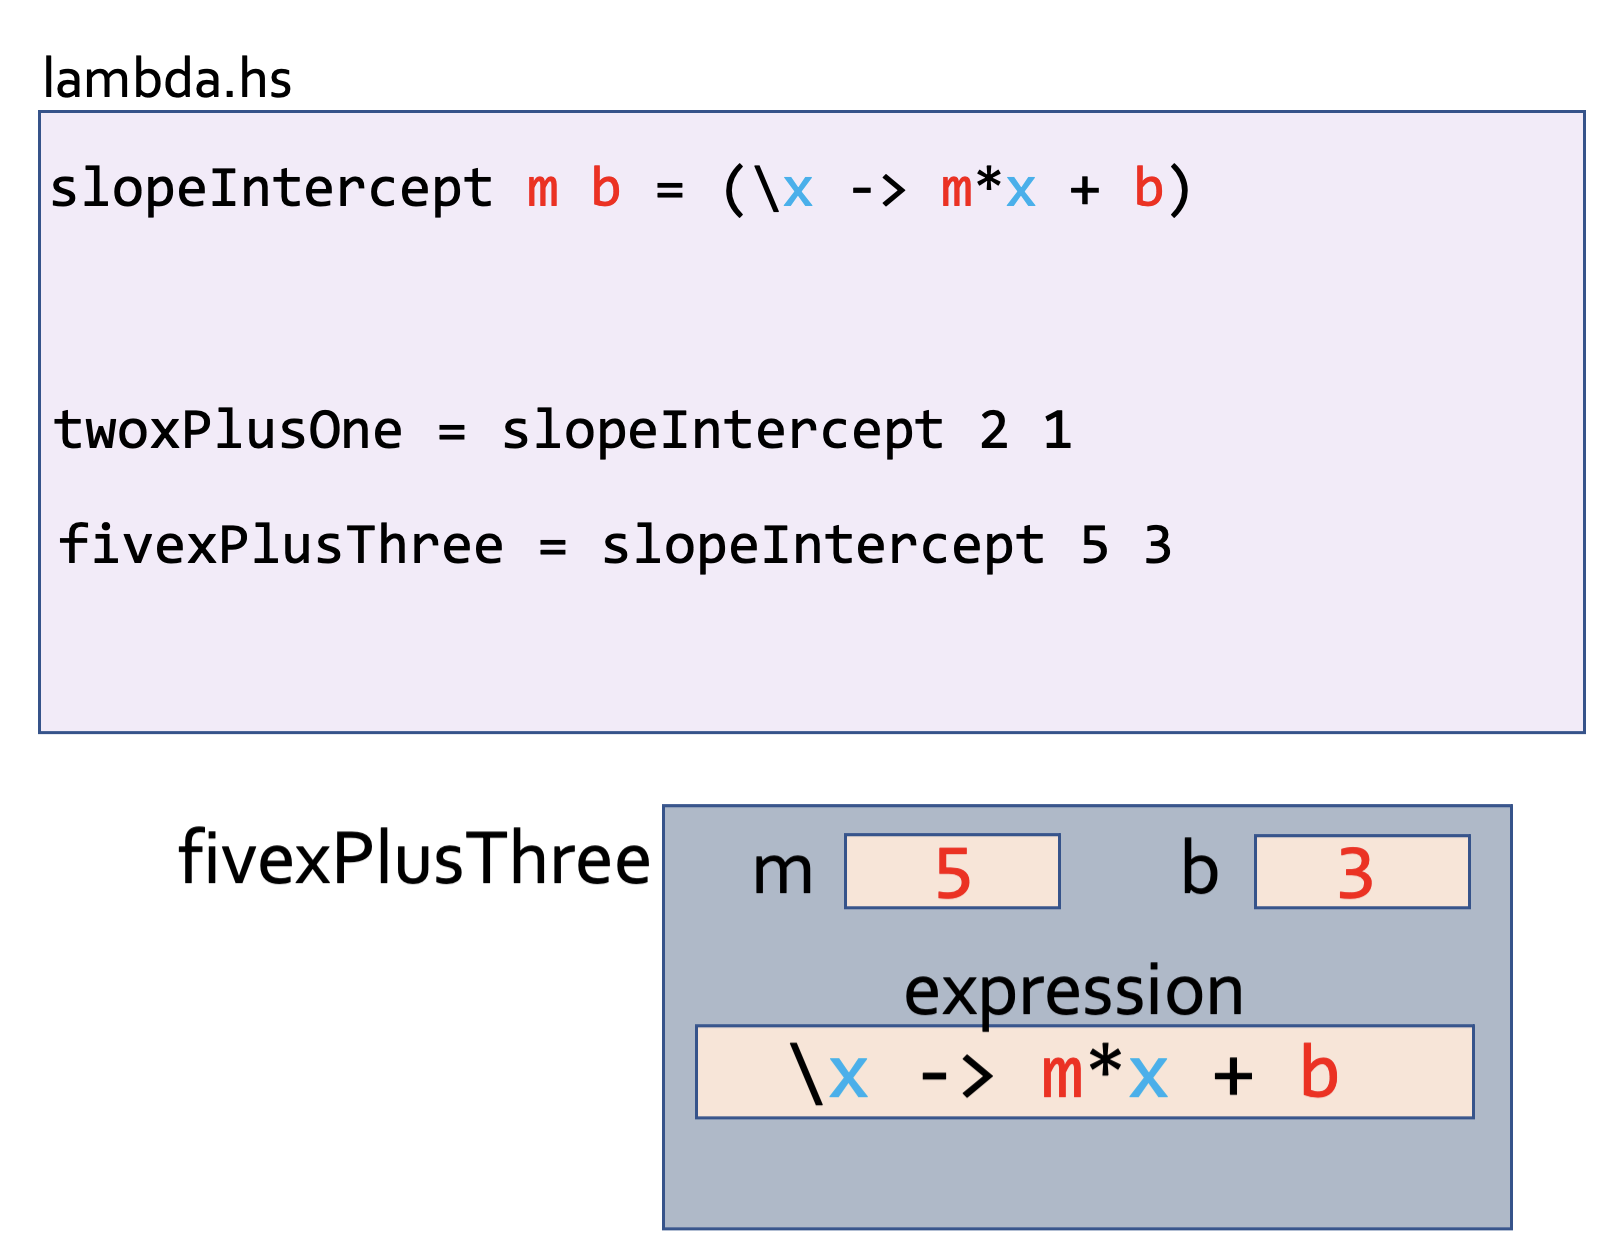 lambda.hs
slopeIntercept m b = (\x -> m*x + b)
twoxPlusOne = slopeIntercept 2 1
fivexPlusThree = slopeIntercept 5 3
fivexPlusThree m 5 b 3
expression
\x -> m*x + b